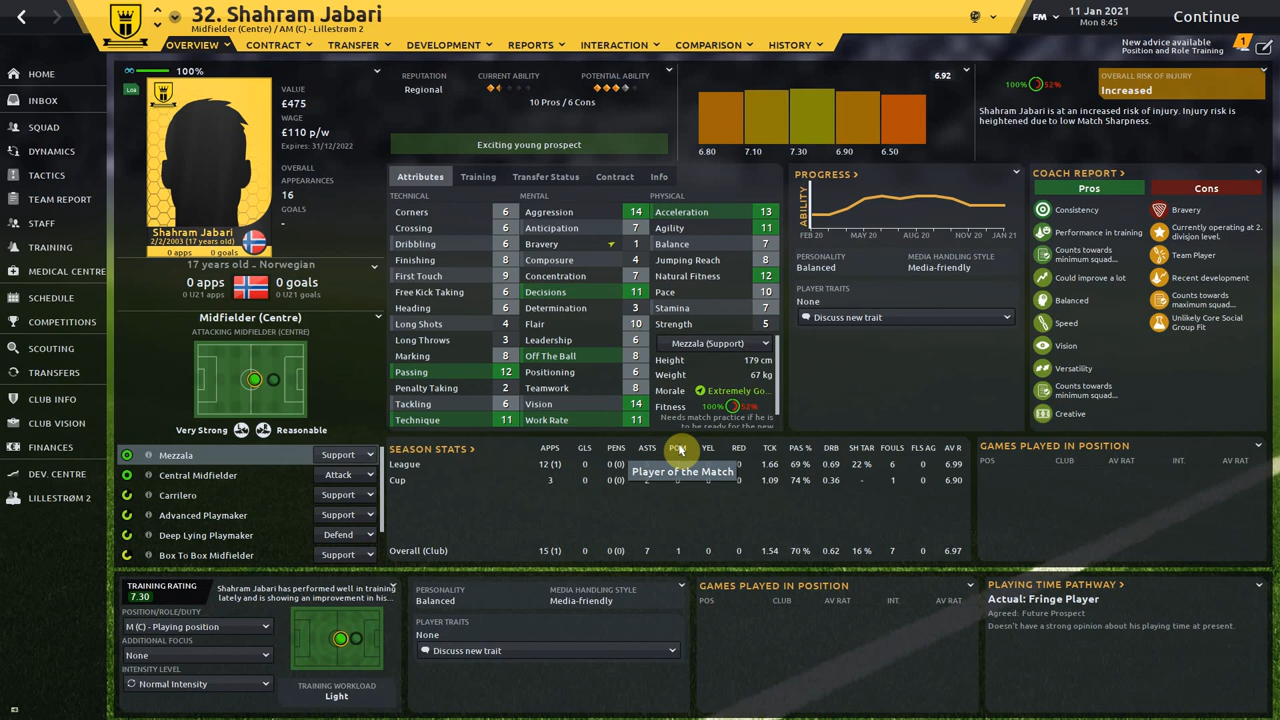 32. Shahram Jabari
Midfielder (Centre) / AM (C) - Lillestrøm 2
FM
11 Jan 2021
Mon 8:45
Continue
OVERVIEW CONTRACT TRANSFER DEVELOPMENT REPORTS INTERACTION COMPARISON HISTORY
New advice available
Position and Role Training
1
HOME
INBOX
SQUAD
DYNAMICS
TACTICS
TEAM REPORT
STAFF
TRAINING
MEDICAL CENTRE
SCHEDULE
COMPETITIONS
SCOUTING
TRANSFERS
CLUB INFO
CLUB VISION
FINANCES
DEV. CENTRE
LILLESTRØM 2
100%
Loa
VALUE
£475
WAGE
£110 p/w
Expires: 31/12/2022
OVERALL
APPEARANCES
16
GOALS
-
Shahram Jabari
2/2/2003 (17 years old)
0 apps 0 goals
17 years old - Norwegian
0 apps 0 goals
0 U21 apps 0 U21 goals
Midfielder (Centre)
ATTACKING MIDFIELDER (CENTRE)
Very Strong Reasonable
Mezzala Support
Central Midfielder Attack
Carrilero Support
Advanced Playmaker Support
Deep Lying Playmaker Defend
Box To Box Midfielder Support
REPUTATION
Regional
CURRENT ABILITY
POTENTIAL ABILITY
10 Pros / 6 Cons
Exciting young prospect
6.92
6.80 7.10 7.30 6.90 6.50
100% 52%
OVERALL RISK OF INJURY
Increased
Shahram Jabari is at an increased risk of injury. Injury risk is
heightened due to low Match Sharpness.
Attributes Training Transfer Status Contract Info
TECHNICAL MENTAL PHYSICAL
Corners 6 Aggression 14 Acceleration 13
Crossing 6 Anticipation 7 Agility 11
Dribbling 6 Bravery 1 Balance 7
Finishing 8 Composure 4 Jumping Reach 8
First Touch 9 Concentration 7 Natural Fitness 12
Free Kick Taking 6 Decisions 11 Pace 10
Heading 6 Determination 3 Stamina 7
Long Shots 4 Flair 10 Strength 5
Long Throws 3 Leadership 6 Mezzala (Support)
Marking 8 Off The Ball 8 Height 179 cm
Passing 12 Positioning 6 Weight 67 kg
Penalty Taking 2 Teamwork 8 Morale Extremely Go...
Tackling 6 Vision 14 Fitness 100% 52%
Technique 11 Work Rate 11 Needs match practice if he is
to be ready for the new
PROGRESS >
ABILITY
FEB 20 MAY 20 AUG 20 NOV 20 JAN 21
PERSONALITY
Balanced
MEDIA HANDLING STYLE
Media-friendly
PLAYER TRAITS
None
Discuss new trait
COACH REPORT >
Pros Cons
Consistency
Performance in training
Counts towards
minimum squad...
Could improve a lot
Balanced
Speed
Vision
Versatility
Counts towards
minimum squad...
Creative
Bravery
Currently operating at 2.
divisjon level.
Team Player
Recent development
Counts towards
maximum squad...
Unlikely Core Social
Group Fit
SEASON STATS > APPS GLS PENS ASTS POM YEL RED TCK PAS % DRB SH TAR FOULS FLS AG AV R
League 12 (1) 0 0 (0) 0 1.66 69 % 0.69 22 % 6 0 6.99
Cup 3 0 0 (0) 2 0 0 0 1.09 74 % 0.36 - 1 0 6.90
Player of the Match
Overall (Club) 15 (1) 0 0 (0) 7 1 0 0 1.54 70 % 0.62 16 % 7 0 6.97
GAMES PLAYED IN POSITION
POS CLUB AV RAT INT. AV RAT
TRAINING RATING
7.30
Shahram Jabari has performed well in training
lately and is showing an improvement in his...
POSITION/ROLE/DUTY
M (C) - Playing position
ADDITIONAL FOCUS
None
INTENSITY LEVEL
Normal Intensity
TRAINING WORKLOAD
Light
PERSONALITY
Balanced
MEDIA HANDLING STYLE
Media-friendly
PLAYER TRAITS
None
Discuss new trait
GAMES PLAYED IN POSITION
POS CLUB AV RAT INT. AV RAT
PLAYING TIME PATHWAY >
Actual: Fringe Player
Agreed: Future Prospect
Doesn't have a strong opinion about his playing time at present.